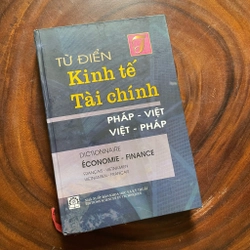 TỪ ĐIỂN
Kinh tế
Tài chính
PHÁP - VIỆT
VIỆT - PHÁP
DICTIONNAIRE
ÉCONOMIE - FINANCE
FRANÇAIS - VIETNAMIEN
VIETNAMIEN - FRANÇAIS